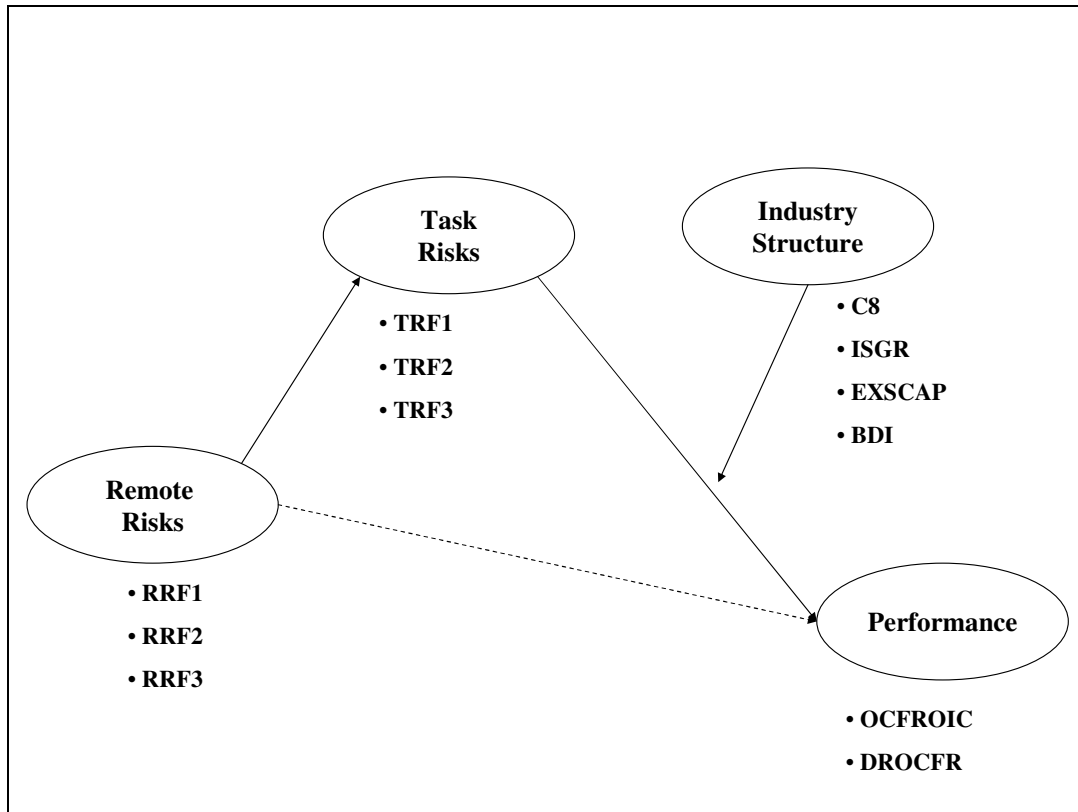 Task
Risks
• TRF1
• TRF2
• TRF3
Industry
Structure
• C8
• ISGR
• EXSCAP
• BDI
Remote
Risks
• RRF1
• RRF2
• RRF3
Performance
• OCFROIC
• DROCFR